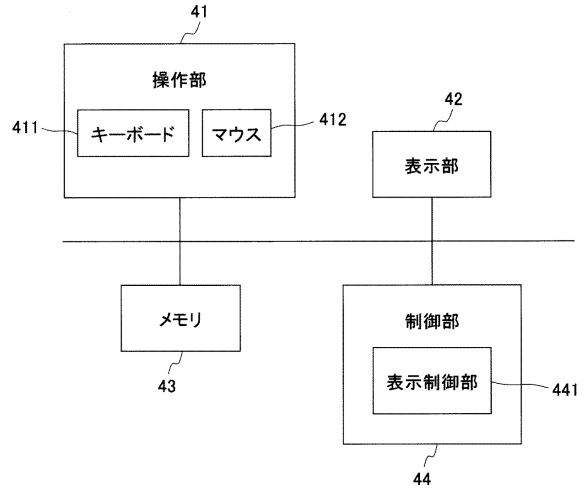 41
操作部
411
キーボード
マウス
412
42
表示部
メモリ
43
制御部
表示制御部
441
44